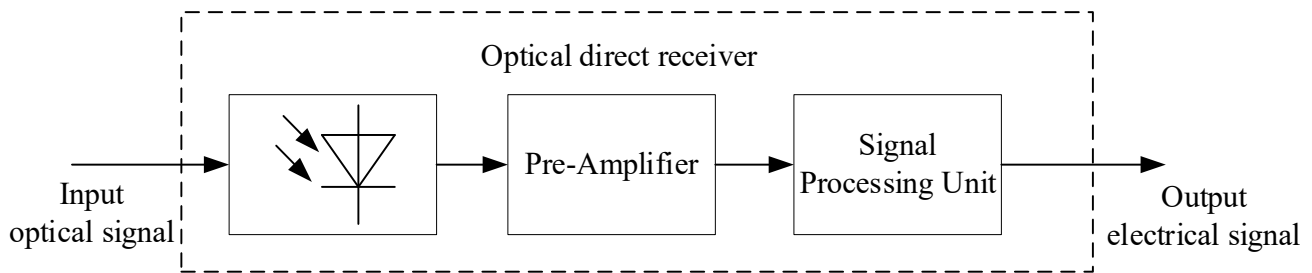 Optical direct receiver
Input
optical signal
Pre-Amplifier
Signal
Processing Unit
Output
electrical signal